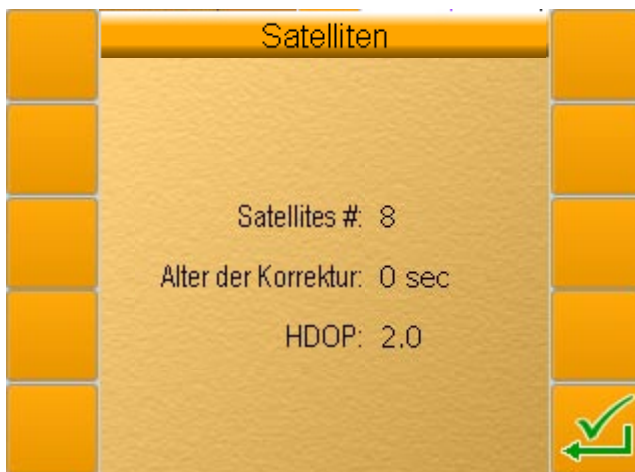 Satelliten
Satellites #: 8
Alter der Korrektur: 0 sec
HDOP: 2.0